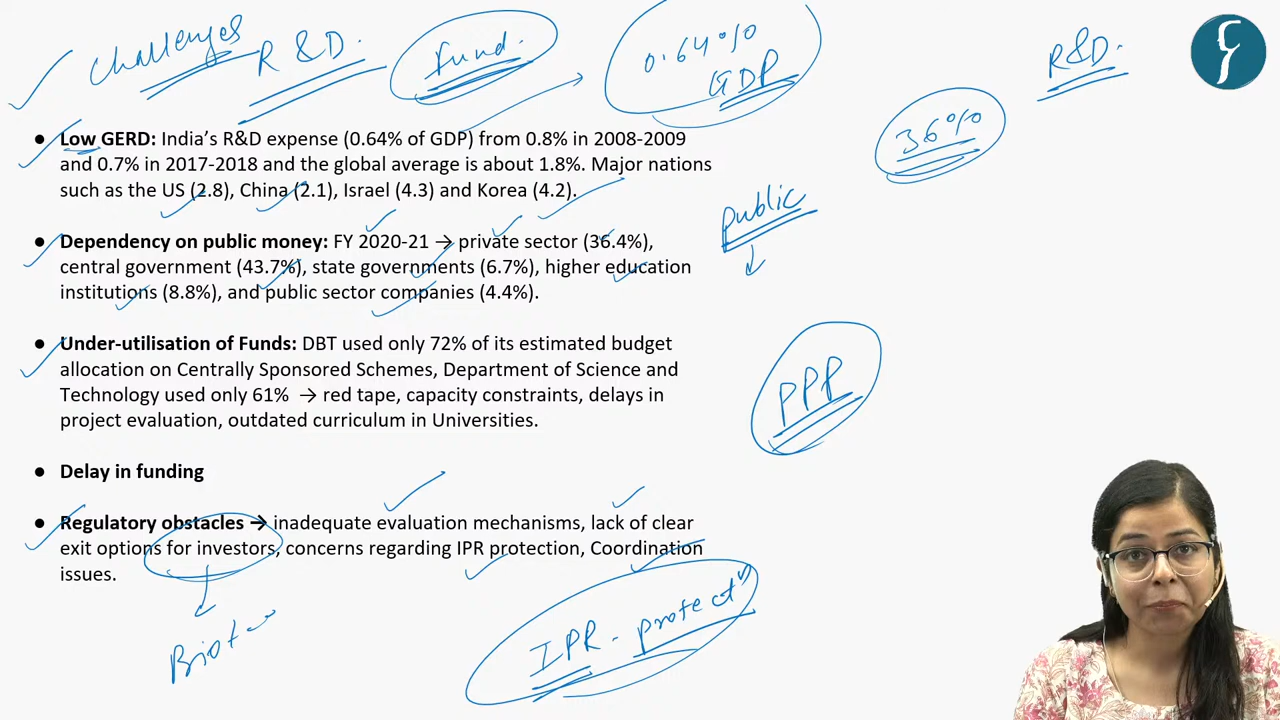 Challenges R&D. Fund. 0.64% GDP R&D.
36%
● Low GERD: India's R&D expense (0.64% of GDP) from 0.8% in 2008-2009
and 0.7% in 2017-2018 and the global average is about 1.8%. Major nations
such as the US (2.8), China (2.1), Israel (4.3) and Korea (4.2).
public
● Dependency on public money: FY 2020-21 → private sector (36.4%),
central government (43.7%), state governments (6.7%), higher education
institutions (8.8%), and public sector companies (4.4%).
● Under-utilisation of Funds: DBT used only 72% of its estimated budget
allocation on Centrally Sponsored Schemes, Department of Science and
Technology used only 61% → red tape, capacity constraints, delays in
project evaluation, outdated curriculum in Universities.
PPP
● Delay in funding
● Regulatory obstacles → inadequate evaluation mechanisms, lack of clear
exit options for investors, concerns regarding IPR protection, Coordination
issues.
IPR - protectn